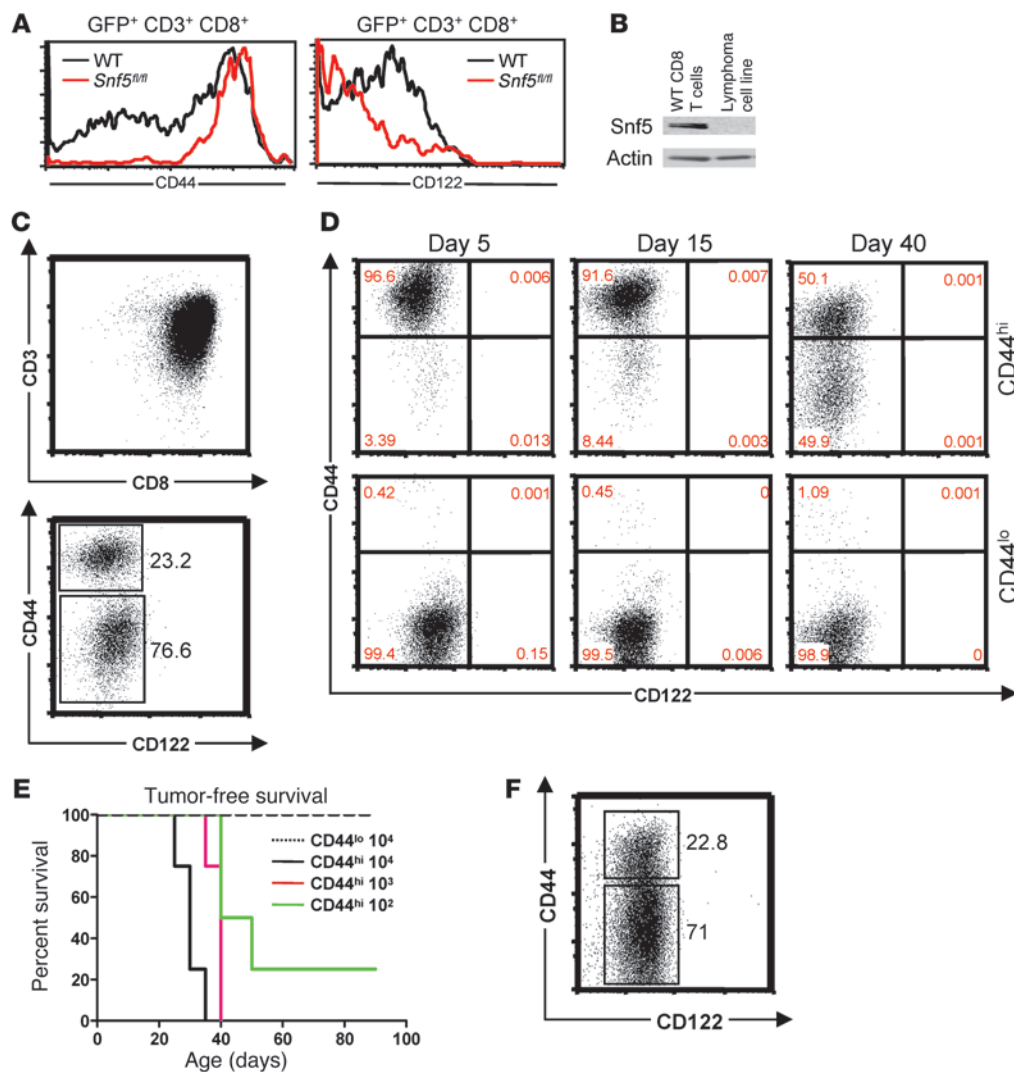 A
GFP+ CD3+ CD8+
WT
Snf5fl/fl
CD44
GFP+ CD3+ CD8+
WT
Snf5fl/fl
CD122
B
WT CD8
T cells
Lymphoma
cell line
Snf5
Actin
C
CD3
CD8
CD44
23.2
76.6
CD122
D
Day 5
Day 15
Day 40
96.6
0.006
91.6
0.007
50.1
0.001
3.39
0.013
8.44
0.003
49.9
0.001
CD44hi
0.42
0.001
0.45
0
1.09
0.001
99.4
0.15
99.5
0.006
98.9
0
CD44lo
CD44
CD122
E
Tumor-free survival
Percent survival
100
80
60
40
20
0
CD44lo 10⁴
CD44hi 10⁴
CD44hi 10³
CD44hi 10²
0
20
40
60
80
100
Age (days)
F
CD44
22.8
71
CD122